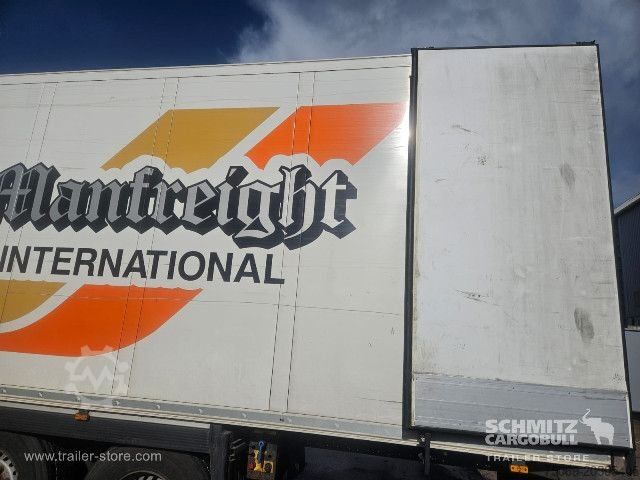 Manfreight
INTERNATIONAL
SCHMITZ
CARGOBULL
TRAILER STORE
www.trailer-store.com